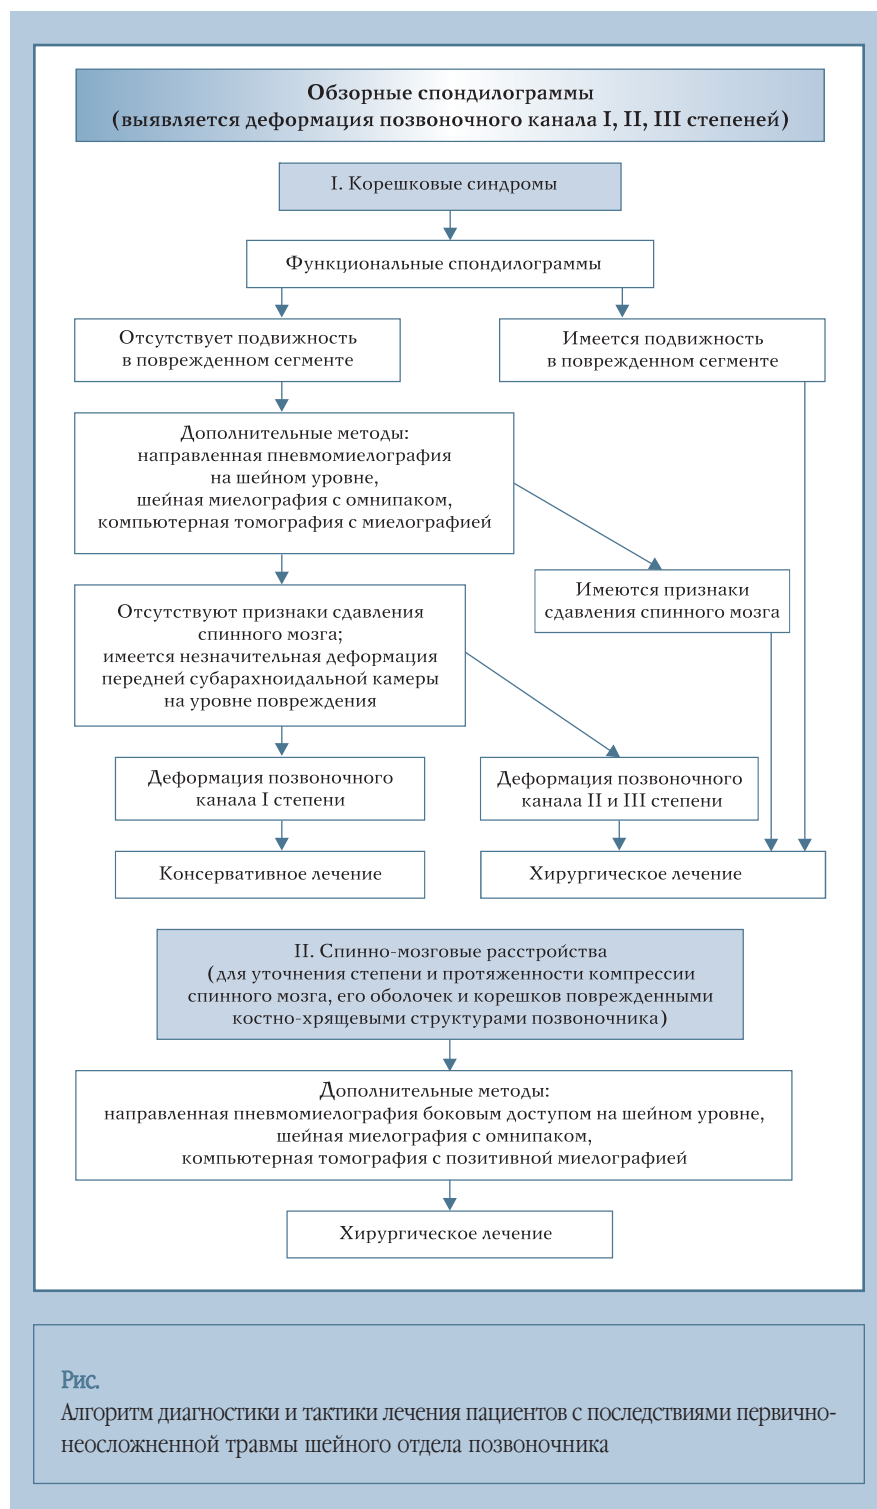 Обзорные спондилограммы
(выявляется деформация позвоночного канала I, II, III степеней)
I. Корешковые синдромы
Функциональные спондилограммы
Отсутствует подвижность
в поврежденном сегменте
Имеется подвижность
в поврежденном сегменте
Дополнительные методы:
направленная пневмомиелография
на шейном уровне,
шейная миелография с омнипаком,
компьютерная томография с миелографией
Имеются признаки
сдавления спинного мозга
Отсутствуют признаки сдавления
спинного мозга;
имеется незначительная деформация
передней субарахноидальной камеры
на уровне повреждения
Деформация позвоночного
канала I степени
Деформация позвоночного
канала II и III степени
Консервативное лечение
Хирургическое лечение
II. Спинно-мозговые расстройства
(для уточнения степени и протяженности компрессии
спинного мозга, его оболочек и корешков поврежденными
костно-хрящевыми структурами позвоночника)
Дополнительные методы:
направленная пневмомиелография боковым доступом на шейном уровне,
шейная миелография с омнипаком,
компьютерная томография с позитивной миелографией
Хирургическое лечение
Рис.
Алгоритм диагностики и тактики лечения пациентов с последствиями первично-
неосложненной травмы шейного отдела позвоночника